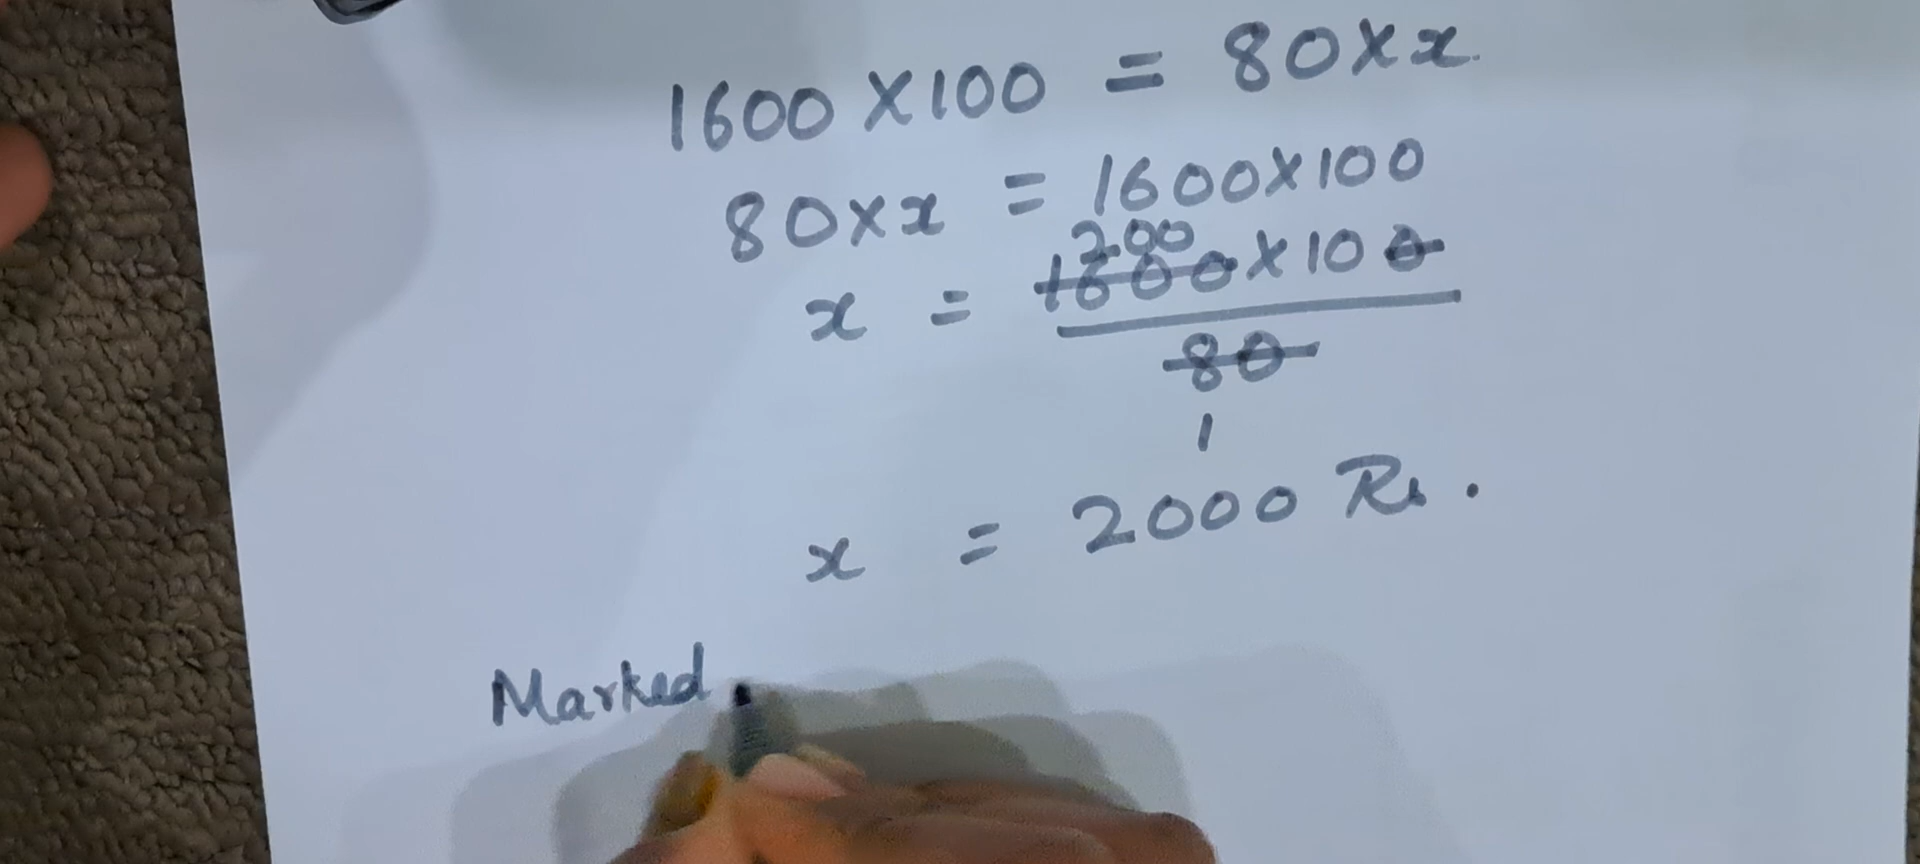 1600 X 100 = 80 X x
80 X x = 1600 X 100
200
x = 1600 X 100
80
1
x = 2000 Rs.
Marked